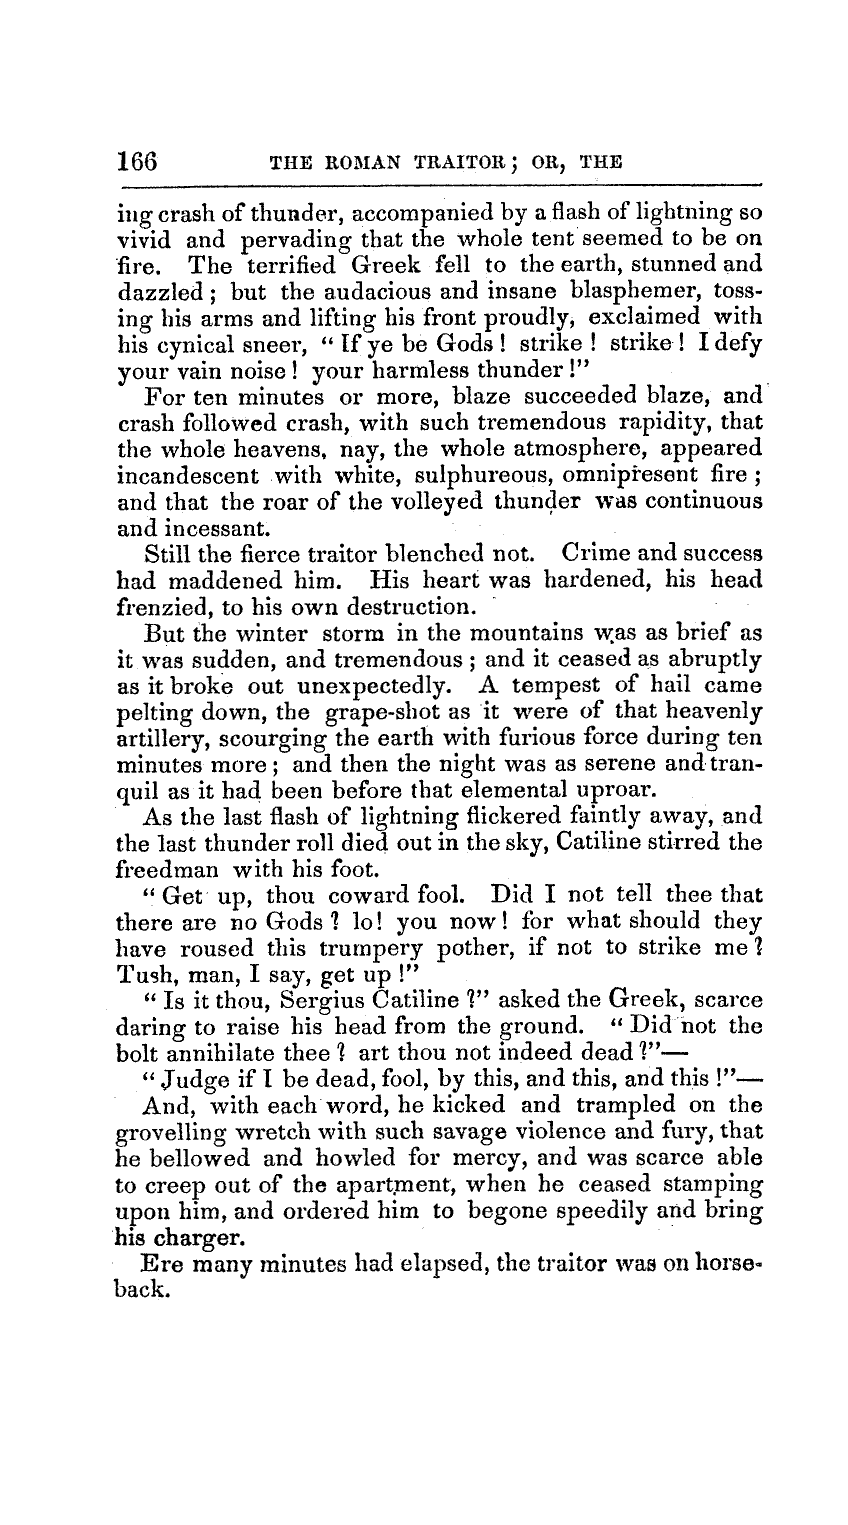 166 THE ROMAN TRAITOR; OR, THE
ing crash of thunder, accompanied by a flash of lightning so
vivid and pervading that the whole tent seemed to be on
fire. The terrified Greek fell to the earth, stunned and
dazzled; but the audacious and insane blasphemer, toss-
ing his arms and lifting his front proudly, exclaimed with
his cynical sneer, "If ye be Gods! strike! strike! I defy
your vain noise! your harmless thunder!"
For ten minutes or more, blaze succeeded blaze, and
crash followed crash, with such tremendous rapidity, that
the whole heavens, nay, the whole atmosphere, appeared
incandescent with white, sulphureous, omnipresent fire;
and that the roar of the volleyed thunder was continuous
and incessant.
Still the fierce traitor blenched not. Crime and success
had maddened him. His heart was hardened, his head
frenzied, to his own destruction.
But the winter storm in the mountains was as brief as
it was sudden, and tremendous; and it ceased as abruptly
as it broke out unexpectedly. A tempest of hail came
pelting down, the grape-shot as it were of that heavenly
artillery, scourging the earth with furious force during ten
minutes more; and then the night was as serene and tran-
quil as it had been before that elemental uproar.
As the last flash of lightning flickered faintly away, and
the last thunder roll died out in the sky, Catiline stirred the
freedman with his foot.
"Get up, thou coward fool. Did I not tell thee that
there are no Gods? lo! you now! for what should they
have roused this trumpery pother, if not to strike me?
Tush, man, I say, get up!"
"Is it thou, Sergius Catiline?" asked the Greek, scarce
daring to raise his head from the ground. "Did not the
bolt annihilate thee? art thou not indeed dead?"—
"Judge if I be dead, fool, by this, and this, and this!"—
And, with each word, he kicked and trampled on the
grovelling wretch with such savage violence and fury, that
he bellowed and howled for mercy, and was scarce able
to creep out of the apartment, when he ceased stamping
upon him, and ordered him to begone speedily and bring
his charger.
Ere many minutes had elapsed, the traitor was on horse-
back.